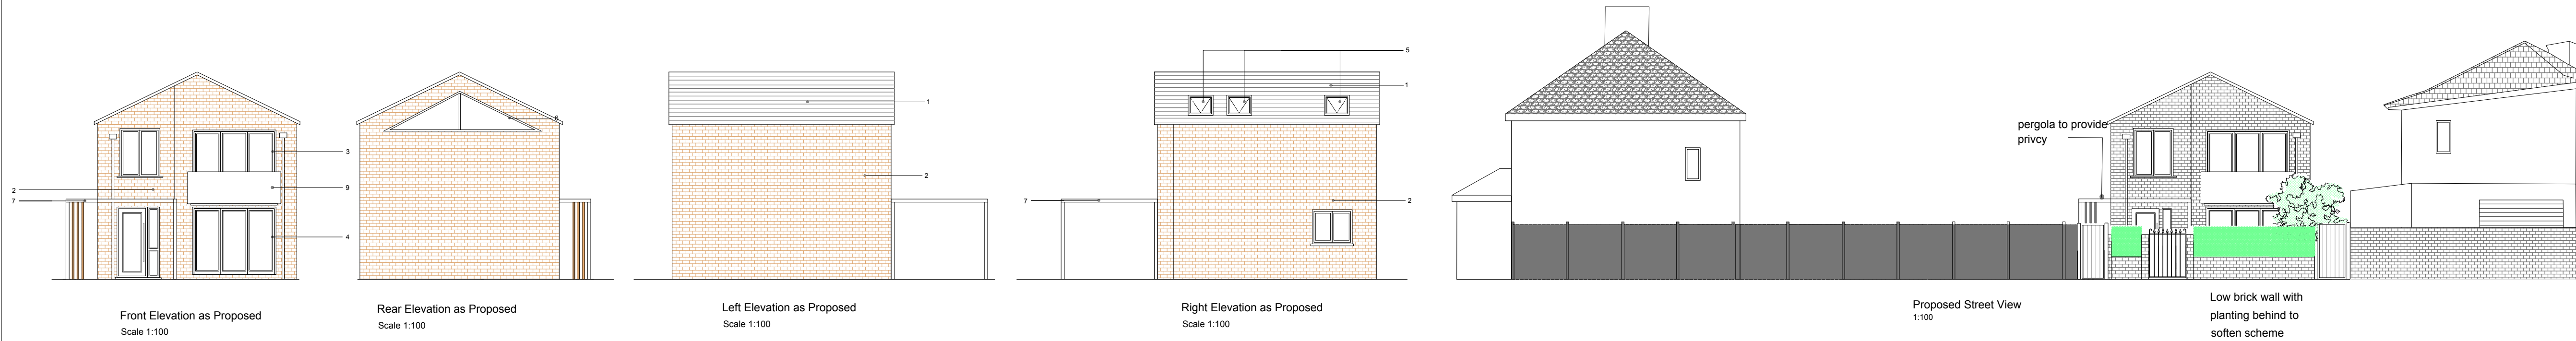 2
7
3
9
4
Front Elevation as Proposed
Scale 1:100
8
Rear Elevation as Proposed
Scale 1:100
1
2
Left Elevation as Proposed
Scale 1:100
5
1
7
2
Right Elevation as Proposed
Scale 1:100
pergola to provide
privcy
Proposed Street View
1:100
Low brick wall with
planting behind to
soften scheme